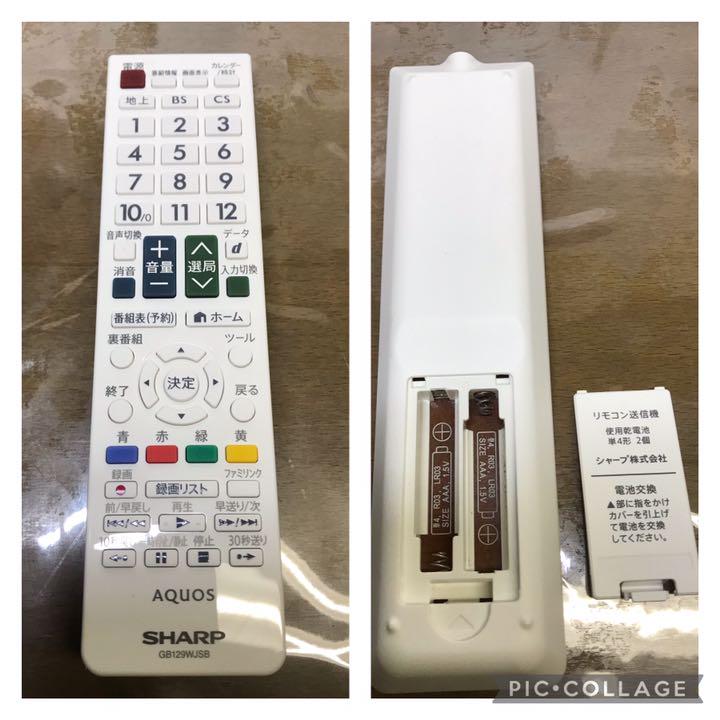 電源
番組情報 画面表示 カレンダー/時計
地上 BS CS
1 2 3
4 5 6
7 8 9
10/0 11 12
音声切換 データ
+ d
音量 選局
消音 入力切換
−
番組表(予約) ホーム
裏番組 ツール
決定
終了 戻る
青 赤 緑 黄
録画 ファミリンク
録画リスト
前/早戻し 再生 早送り/次
停止 30秒送り
AQUOS
SHARP
GB129WJSB
R03, LR03
SIZE AAA, 1.5V
R03, LR03
SIZE AAA, 1.5V
リモコン送信機
使用乾電池
単4形 2個
シャープ株式会社
電池交換
▲部に指をかけ
カバーを引上げ
て電池を交換
してください。
PIC•COLLAGE